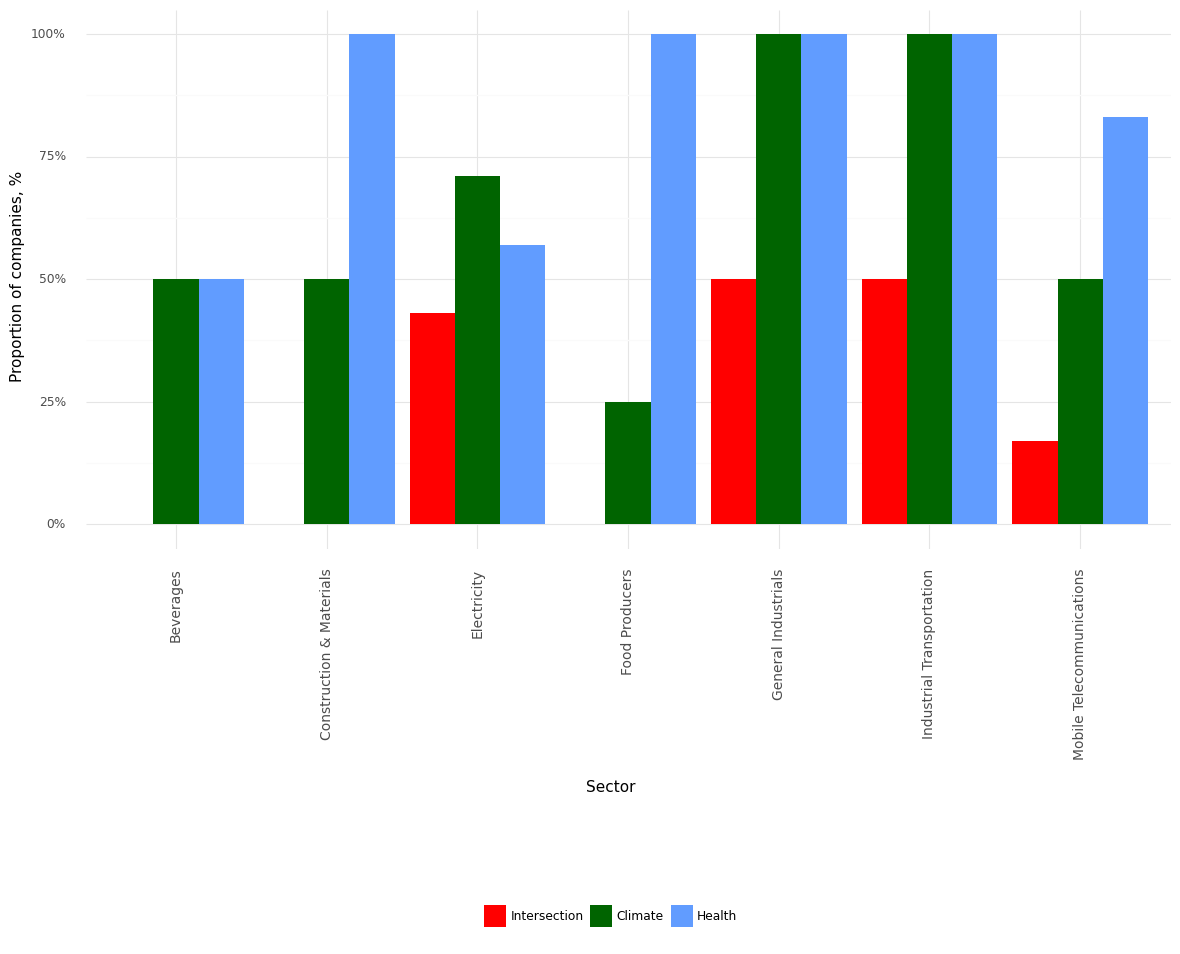 Proportion of companies, %
100%
75%
50%
25%
0%
Beverages
Construction & Materials
Electricity
Food Producers
General Industrials
Industrial Transportation
Mobile Telecommunications
Sector
Intersection Climate Health